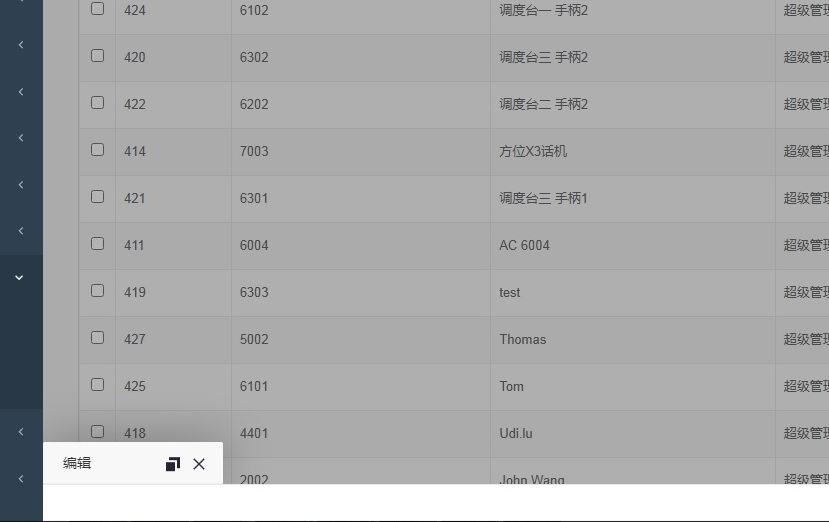 424 6102 调度台一 手柄2 超级管理
420 6302 调度台三 手柄2 超级管理
422 6202 调度台二 手柄2 超级管理
414 7003 方位X3话机 超级管理
421 6301 调度台三 手柄1 超级管理
411 6004 AC 6004 超级管理
419 6303 test 超级管理
427 5002 Thomas 超级管理
425 6101 Tom 超级管理
418 4401 Udi.lu 超级管理
2002 John Wang 超级管理
编辑